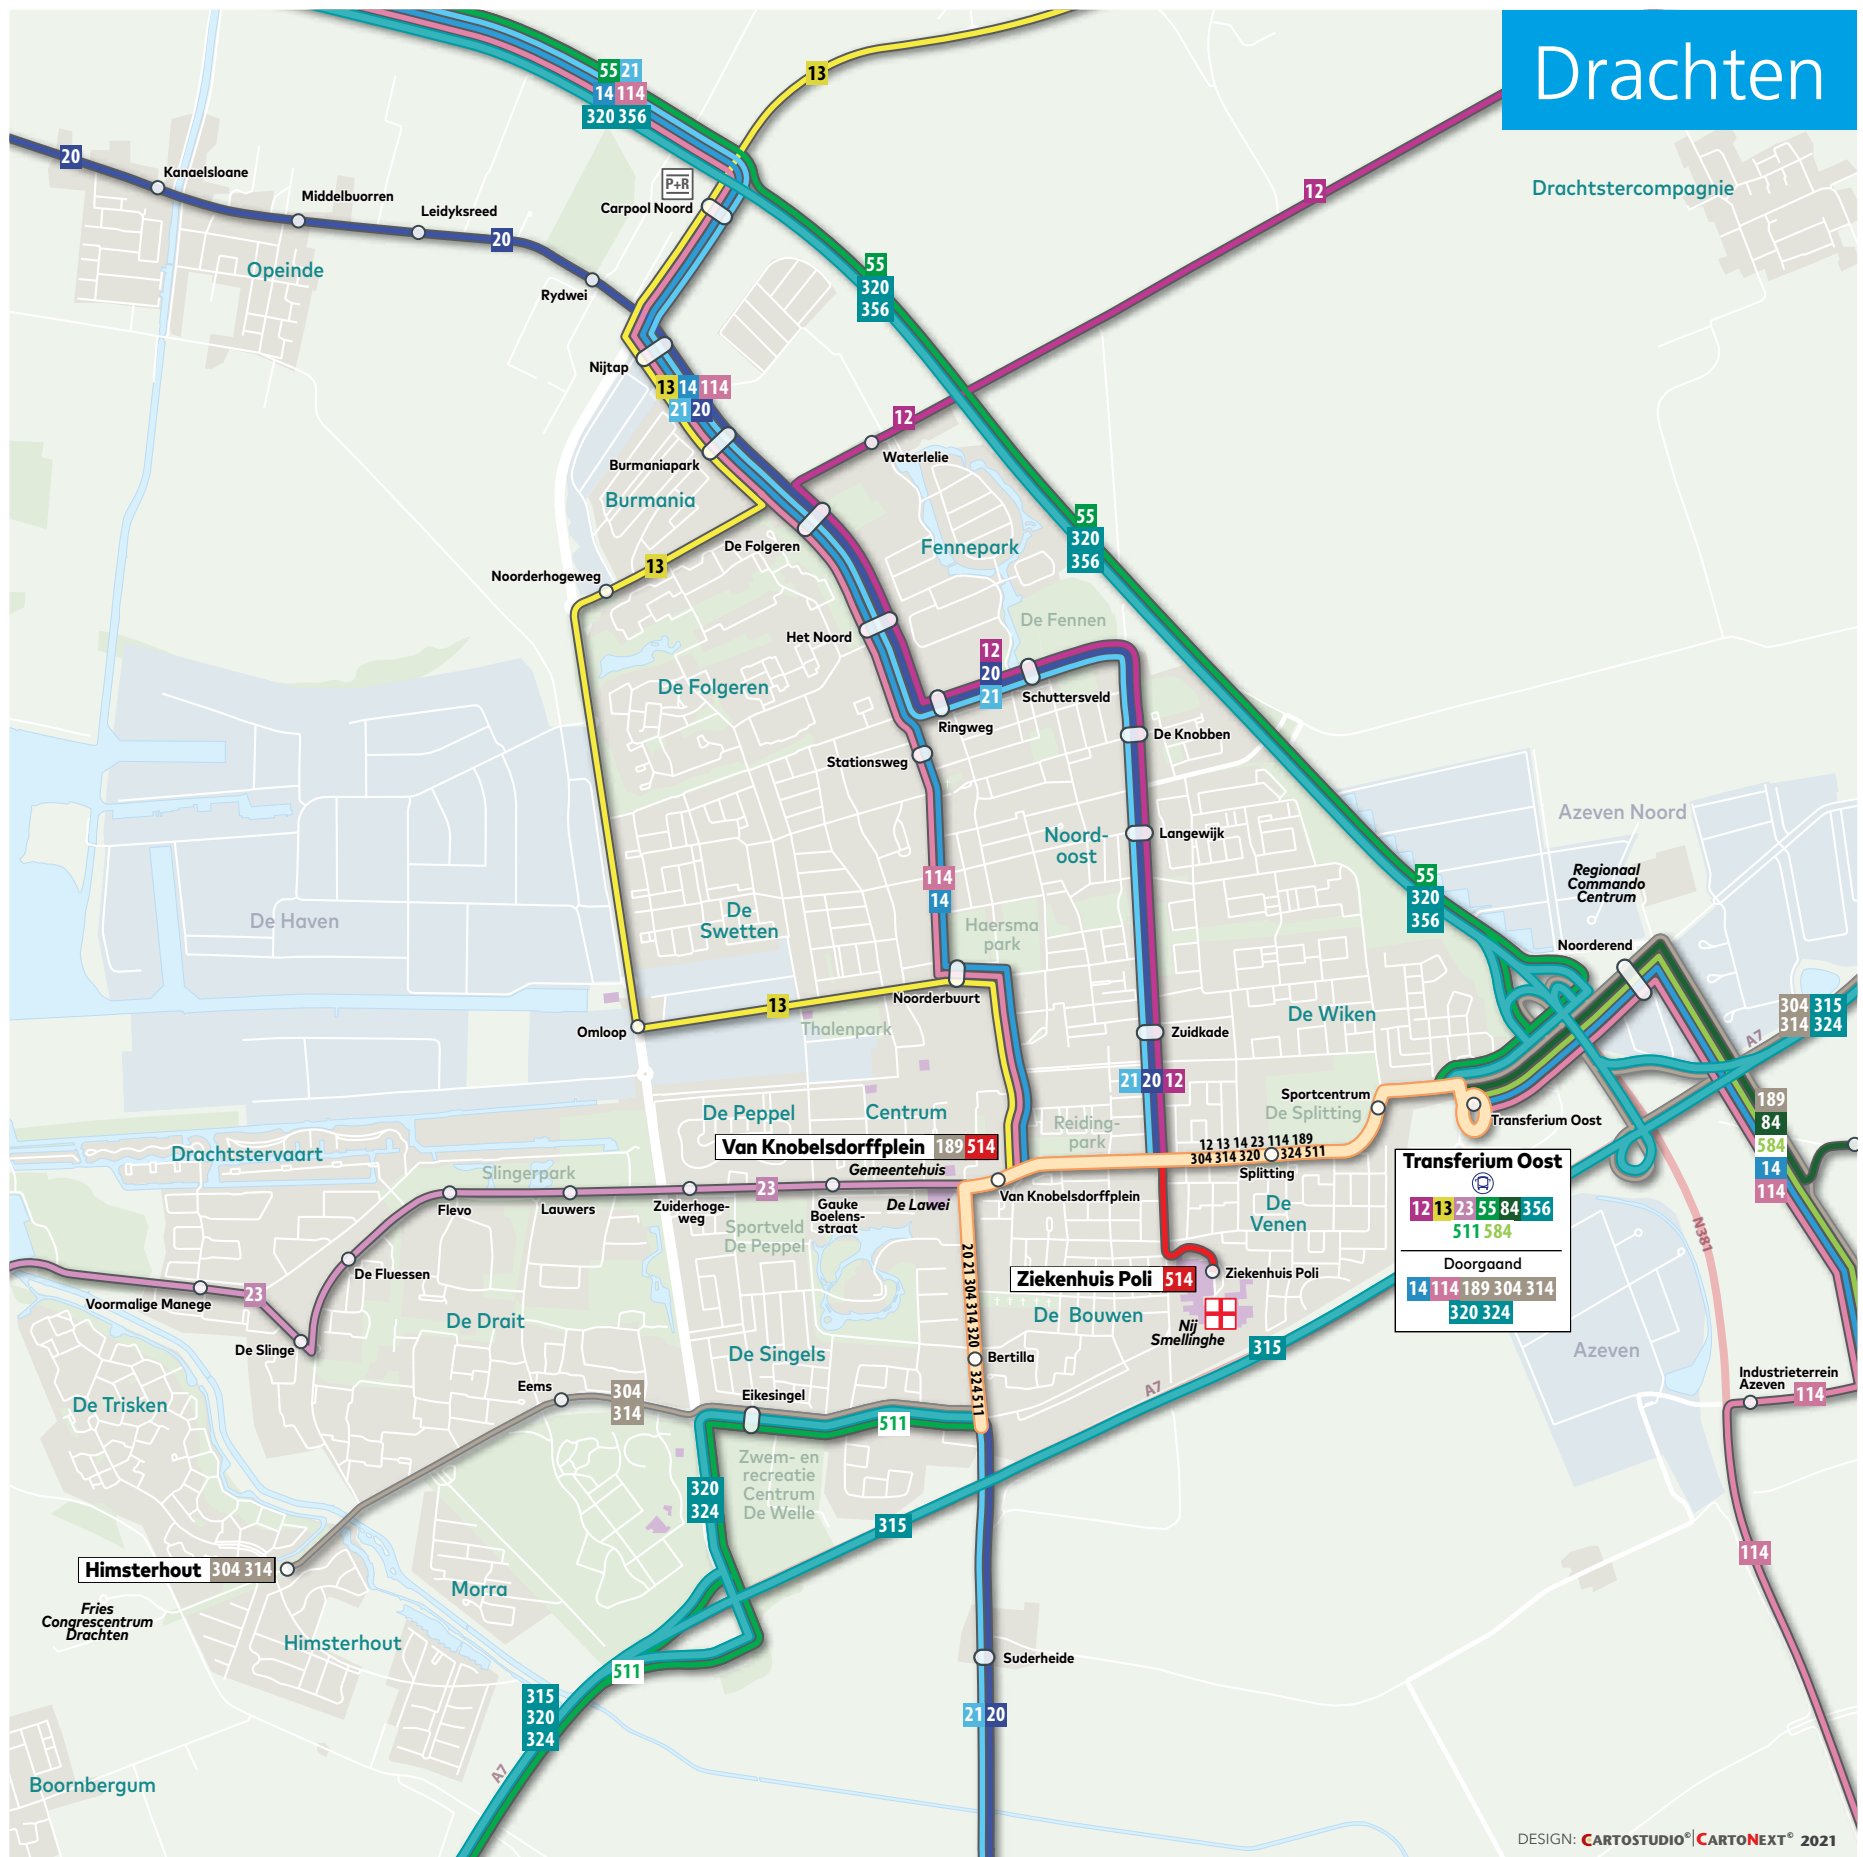 Drachten
55 21
14 114
320 356
13
20
Kanaelsloane
Middelbuorren
Leidyksreed
20
Opeinde
Rydwei
P+R
Carpool Noord
12
Drachtstercompagnie
55
320
356
Nijtap
13 14 114
21 20
12
Waterlelie
Burmaniapark
Burmania
De Folgeren
Fennepark
55
320
356
13
Noorderhogeweg
De Fennen
Het Noord
12
20
21
De Folgeren
Schuttersveld
Ringweg
De Knobben
Stationsweg
Noord-
oost
Langewijk
Azeven Noord
Regionaal
Commando
Centrum
114
14
55
320
356
De Haven
De
Swetten
Haersma
park
Noorderend
Noorderbuurt
13
Omloop
Thalenpark
De Wiken
Zuidkade
304 315
314 324
A7
21 20 12
Sportcentrum
De Splitting
Transferium Oost
189
84
584
14
114
De Peppel
Centrum
Reiding-
park
Van Knobelsdorffplein 189 514
Gemeentehuis
12 13 14 23 114 189
304 314 320 324 511
Splitting
Drachtstervaart
Slingerpark
Van Knobelsdorffplein
De Lawei
Flevo
Lauwers
Zuiderhoge-
weg
23
Gauke
Boelens-
straat
Sportveld
De Peppel
De
Venen
Transferium Oost
12 13 23 55 84 356
511 584
Doorgaand
14 114 189 304 314
320 324
N381
De Fluessen
Voormalige Manege
23
De Slinge
20 21 304 314 320
324 511
Ziekenhuis Poli 514
Ziekenhuis Poli
De Bouwen
Nij
Smellinghe
315
A7
De Drait
De Singels
Bertilla
Azeven
Industrieterrein
Azeven
114
De Trisken
Eems
304
314
Eikesingel
511
Zwem- en
recreatie
Centrum
De Welle
320
324
315
114
Himsterhout 304 314
Fries
Congrescentrum
Drachten
Morra
Himsterhout
511
315
320
324
Suderheide
21 20
A7
Boornbergum
DESIGN: CARTOSTUDIO© | CARTONEXT© 2021